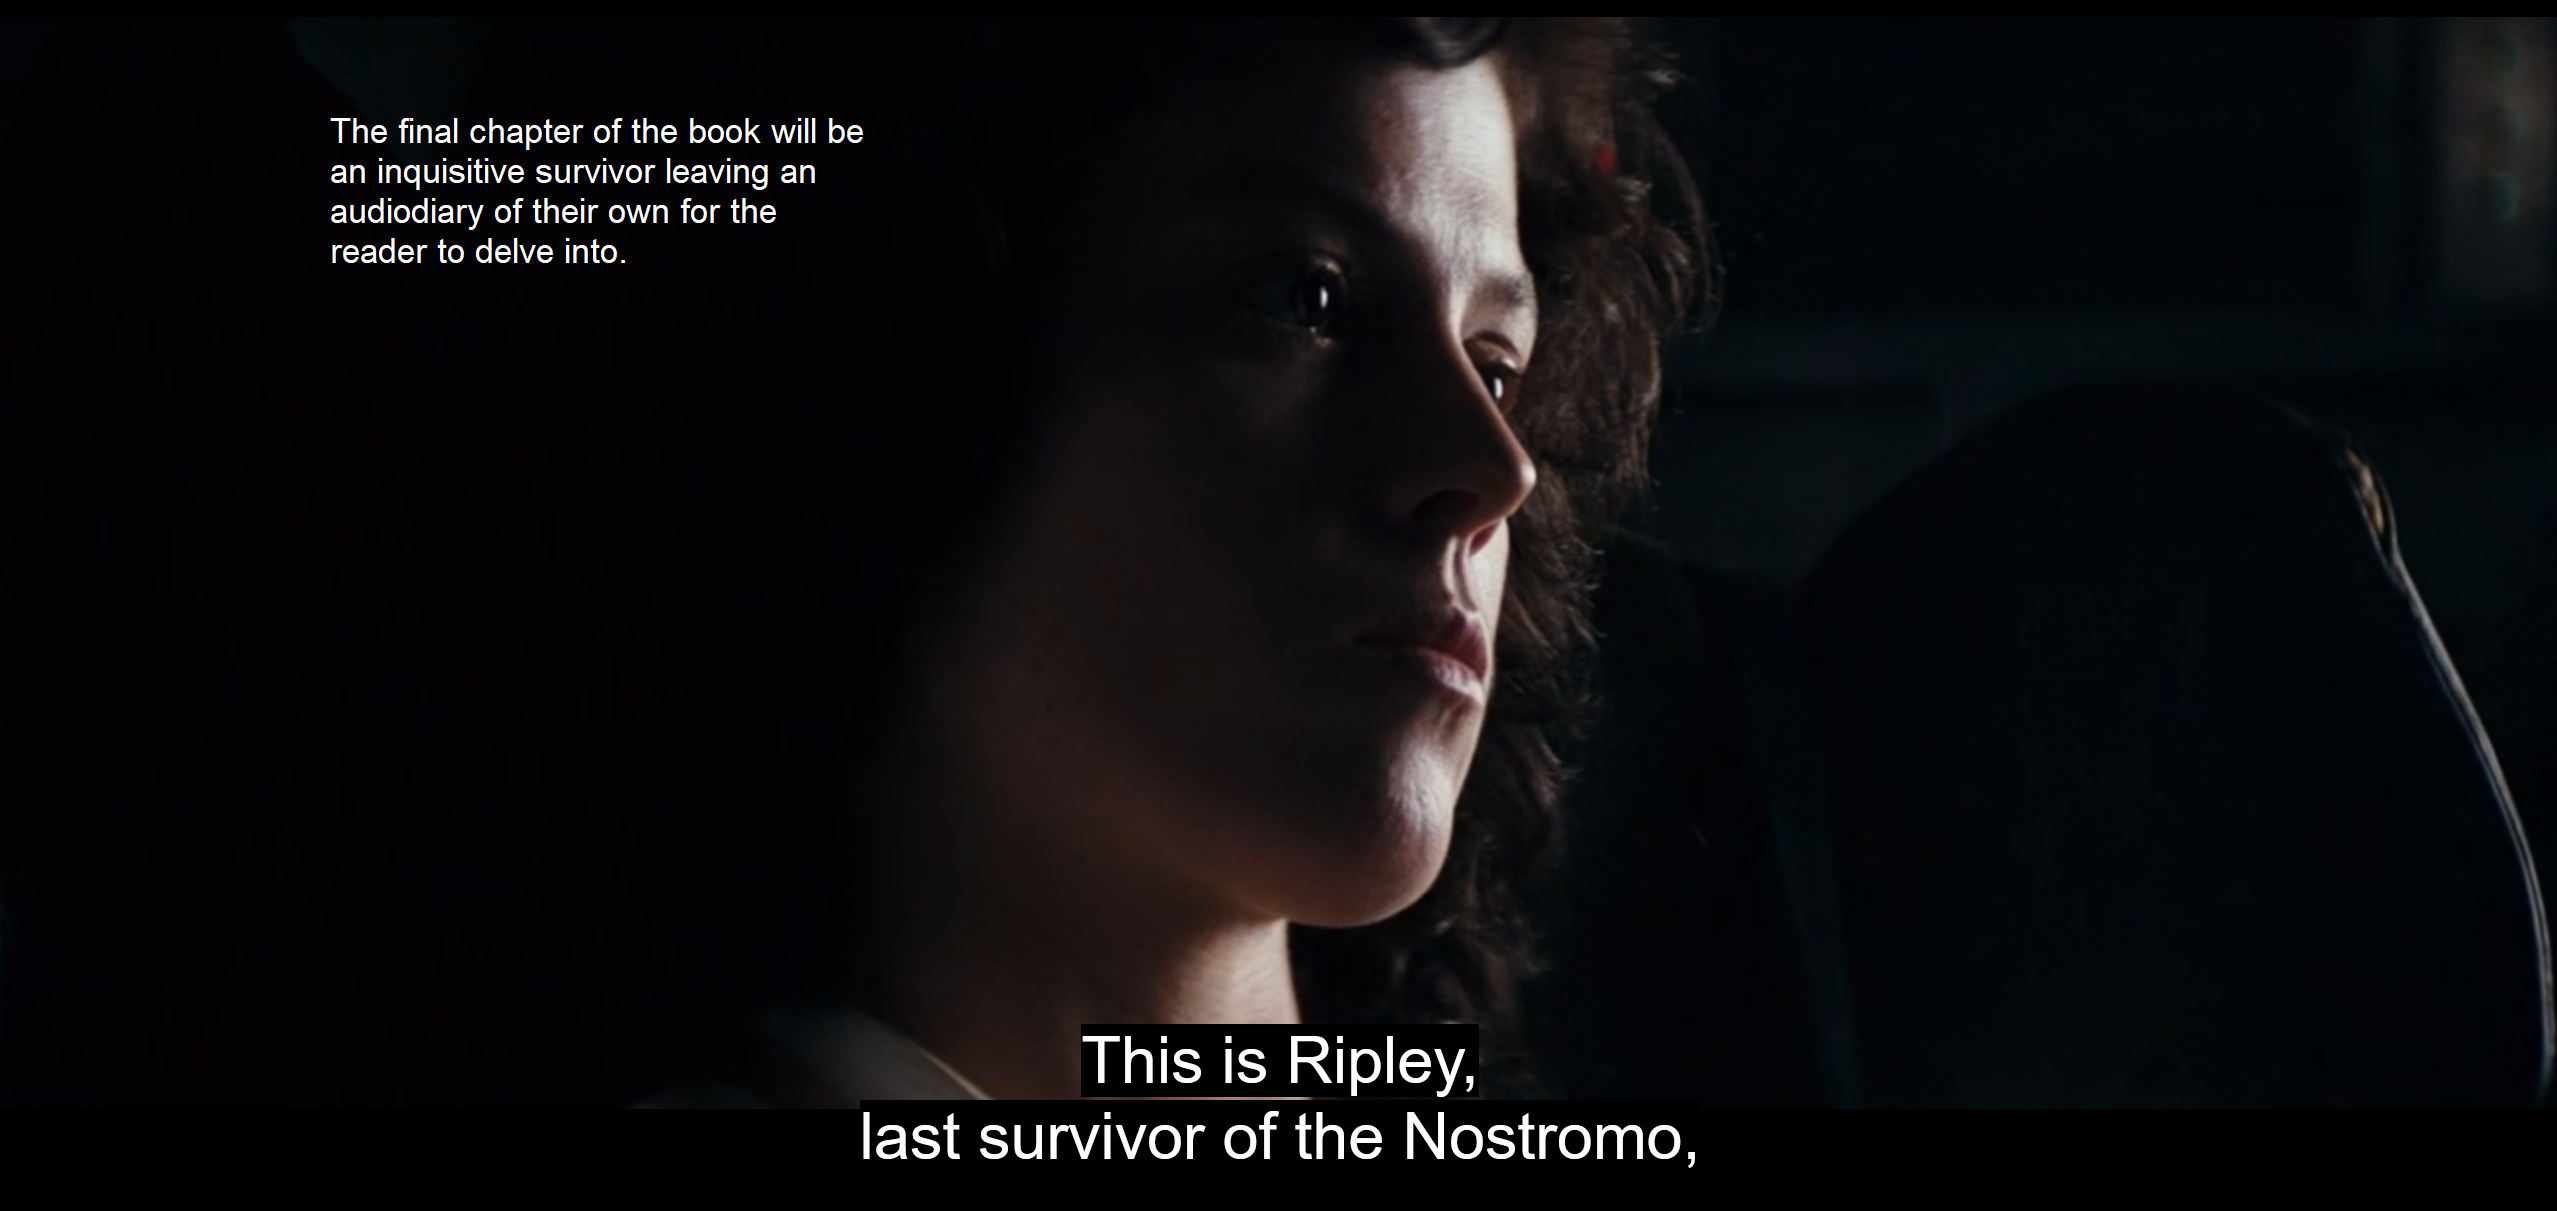 The final chapter of the book will be
an inquisitive survivor leaving an
audiodiary of their own for the
reader to delve into.
This is Ripley,
last survivor of the Nostromo,